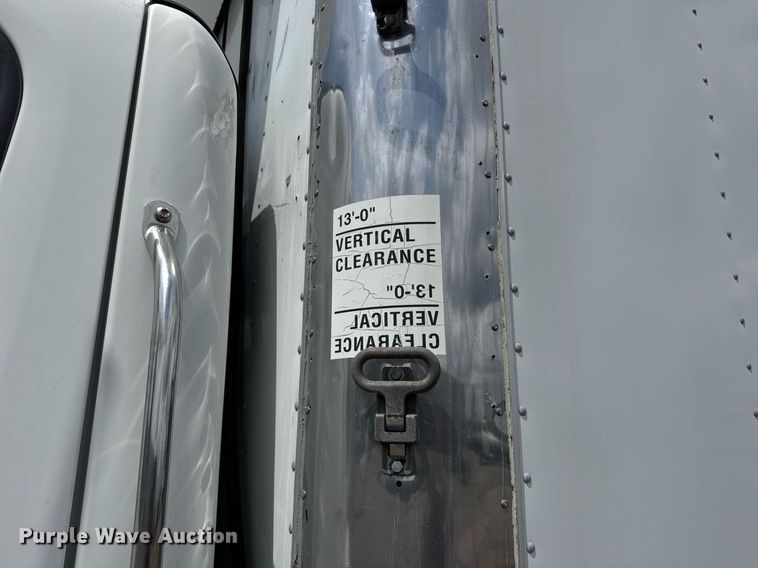 13'-0"
VERTICAL
CLEARANCE
13'-0"
VERTICAL
CLEARANCE
Purple Wave Auction